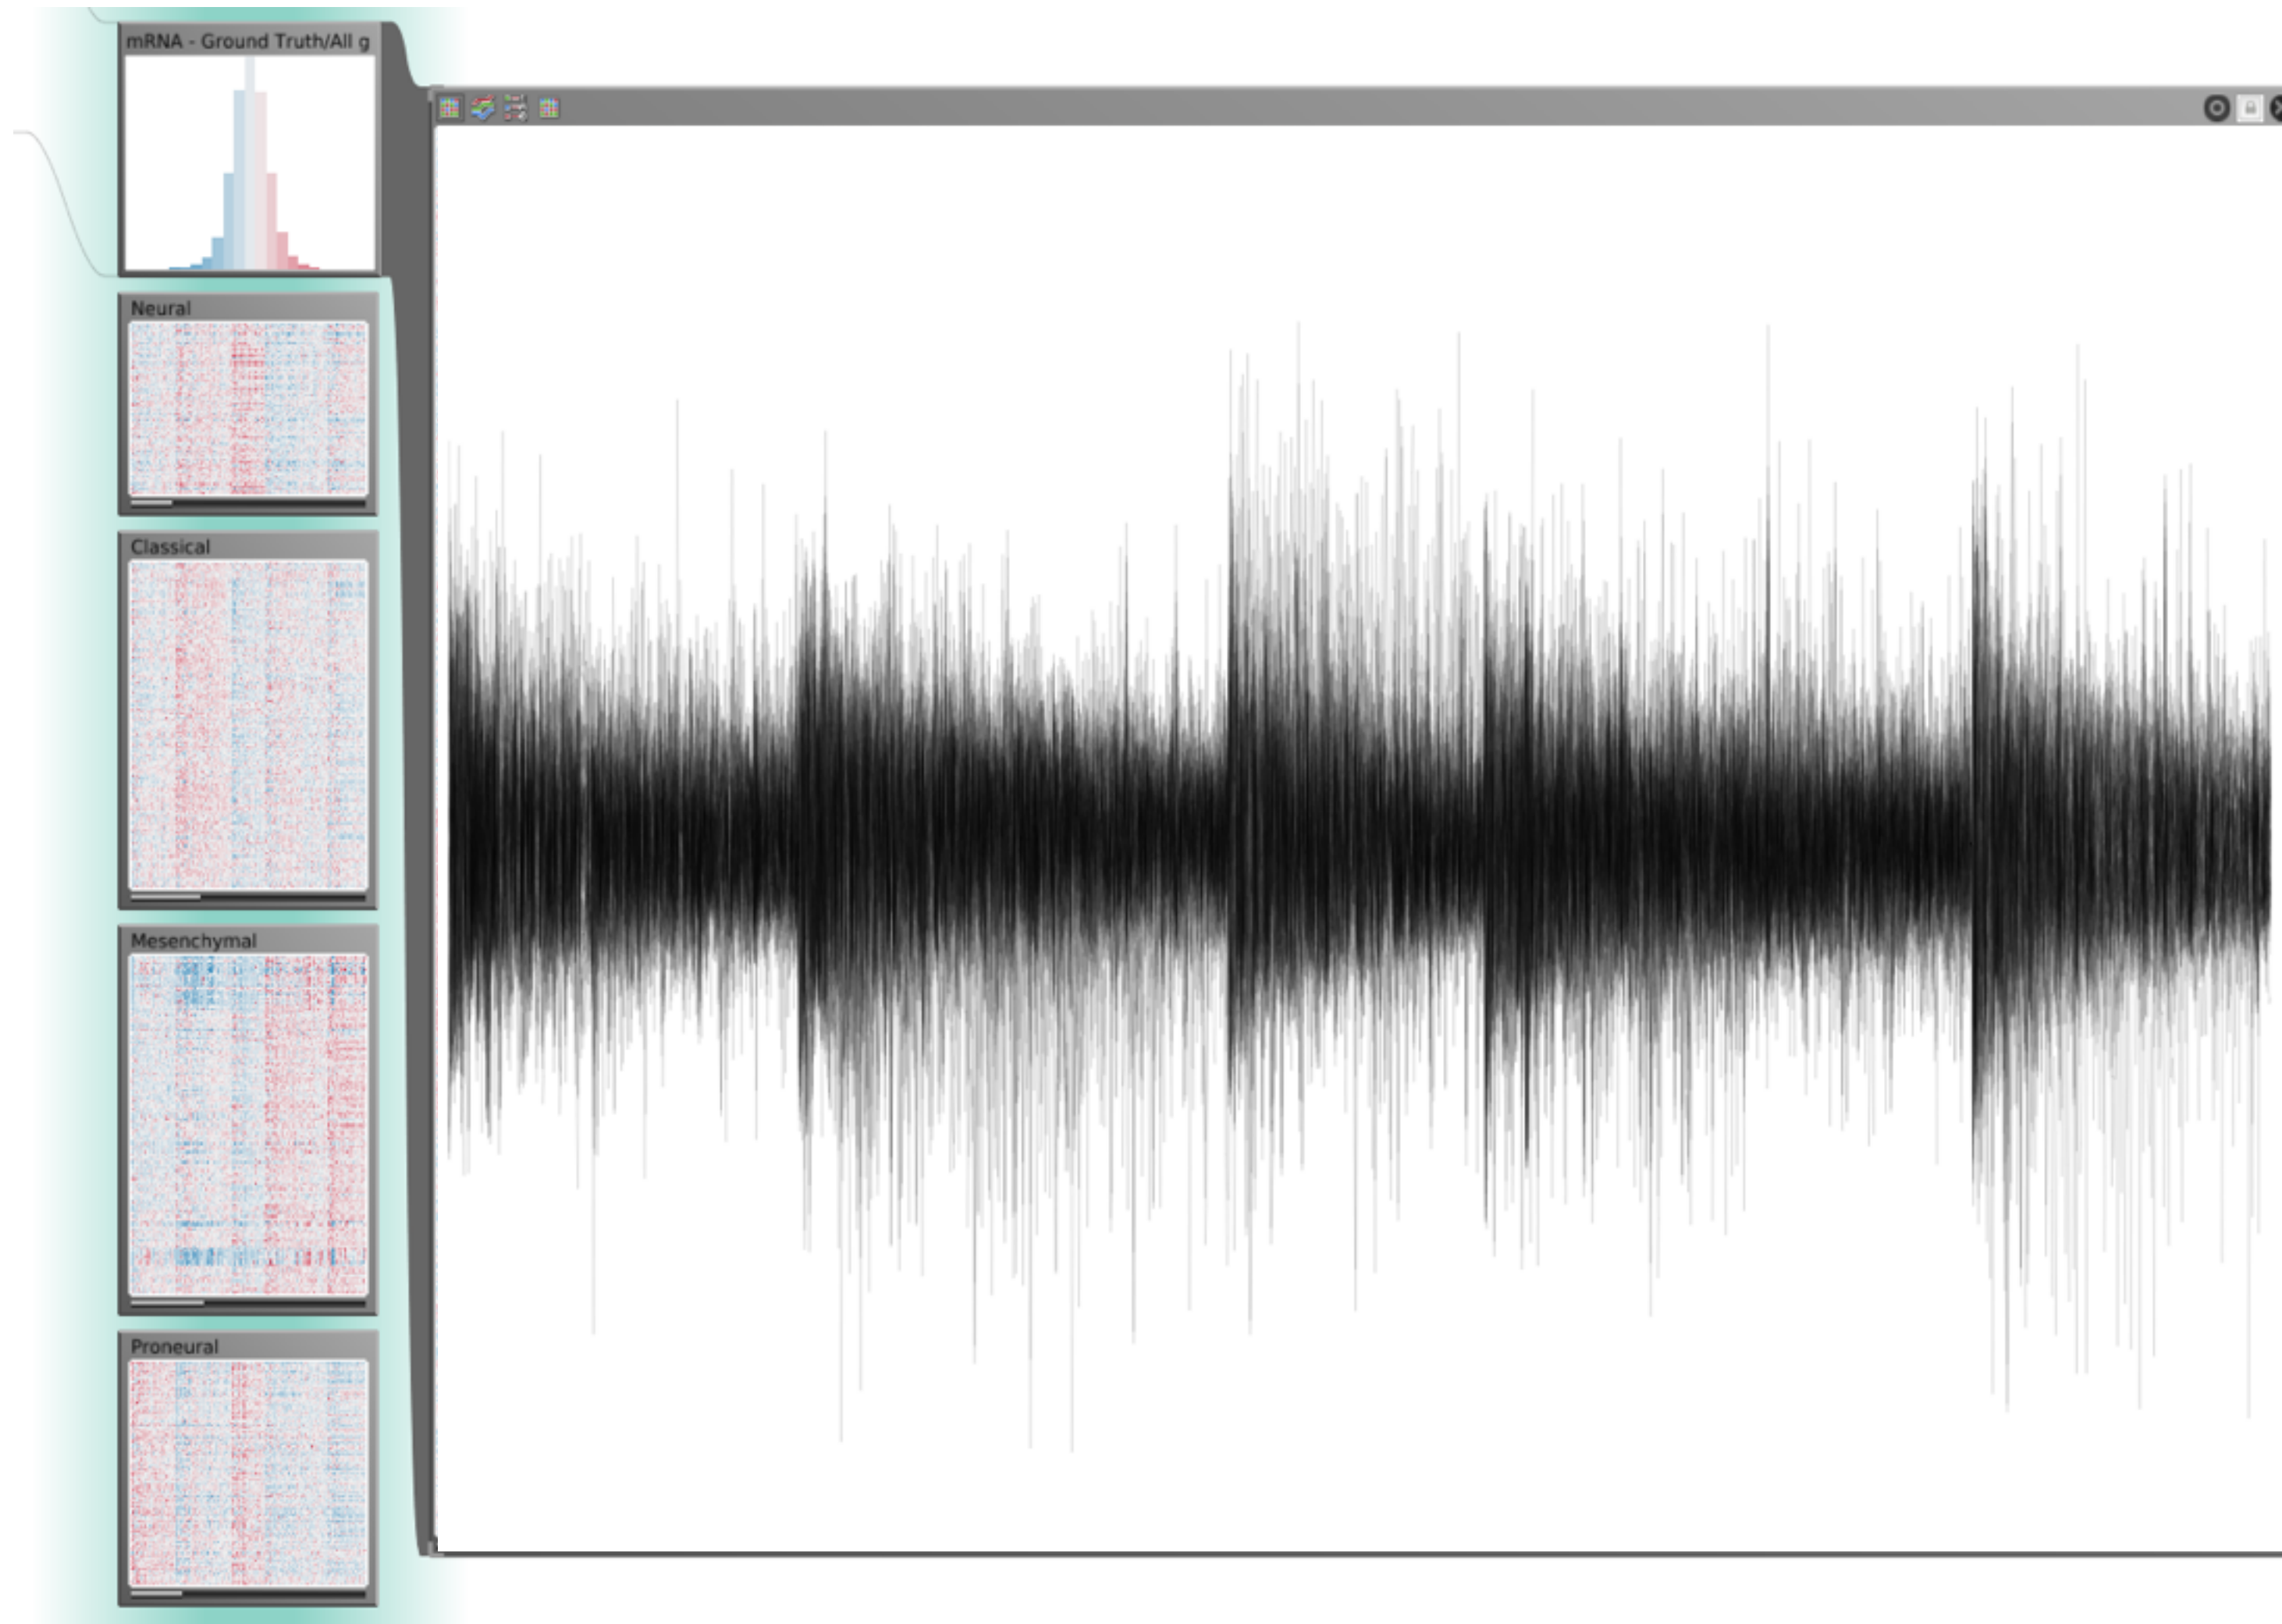 mRNA - Ground Truth/All g
Neural
Classical
Mesenchymal
Proneural